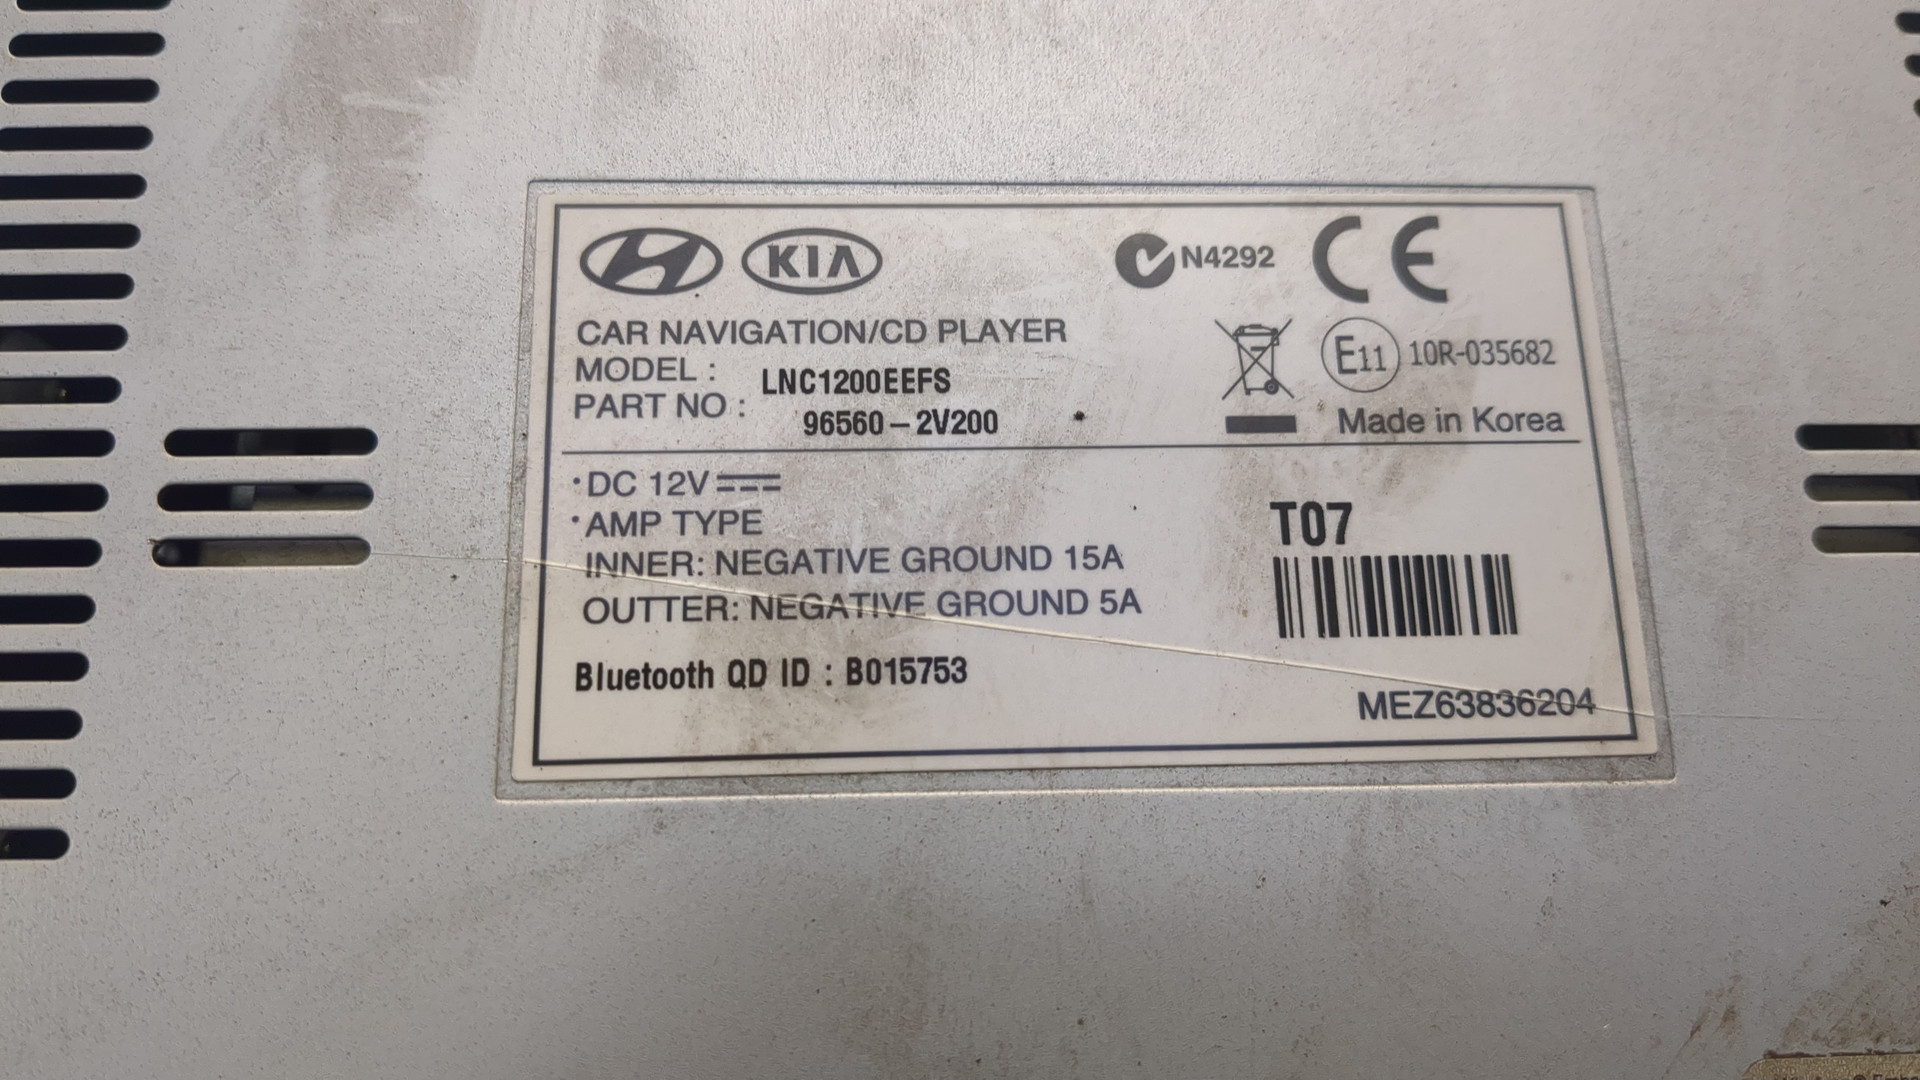 KIA
N4292
CE
CAR NAVIGATION/CD PLAYER
MODEL : LNC1200EEFS
PART NO : 96560-2V200
E11 10R-035682
Made in Korea
·DC 12V
·AMP TYPE
INNER: NEGATIVE GROUND 15A
OUTTER: NEGATIVE GROUND 5A
T07
Bluetooth QD ID : B015753
MEZ63836204